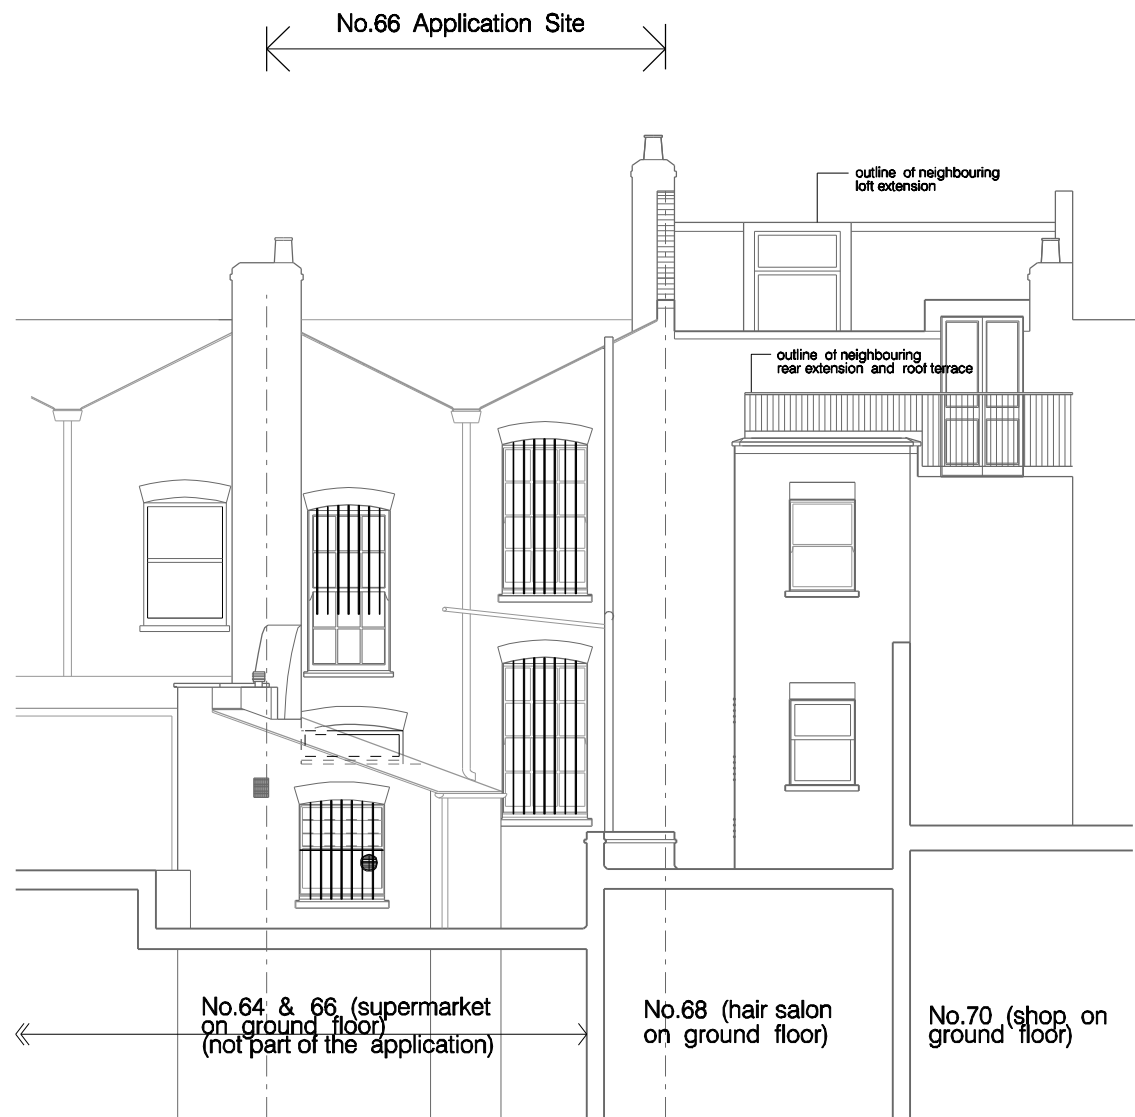 No.66 Application Site
outline of neighbouring
loft extension
outline of neighbouring
rear extension and roof terrace
No.64 & 66 (supermarket
on ground floor)
(not part of the application)
No.68 (hair salon
on ground floor)
No.70 (shop on
ground floor)